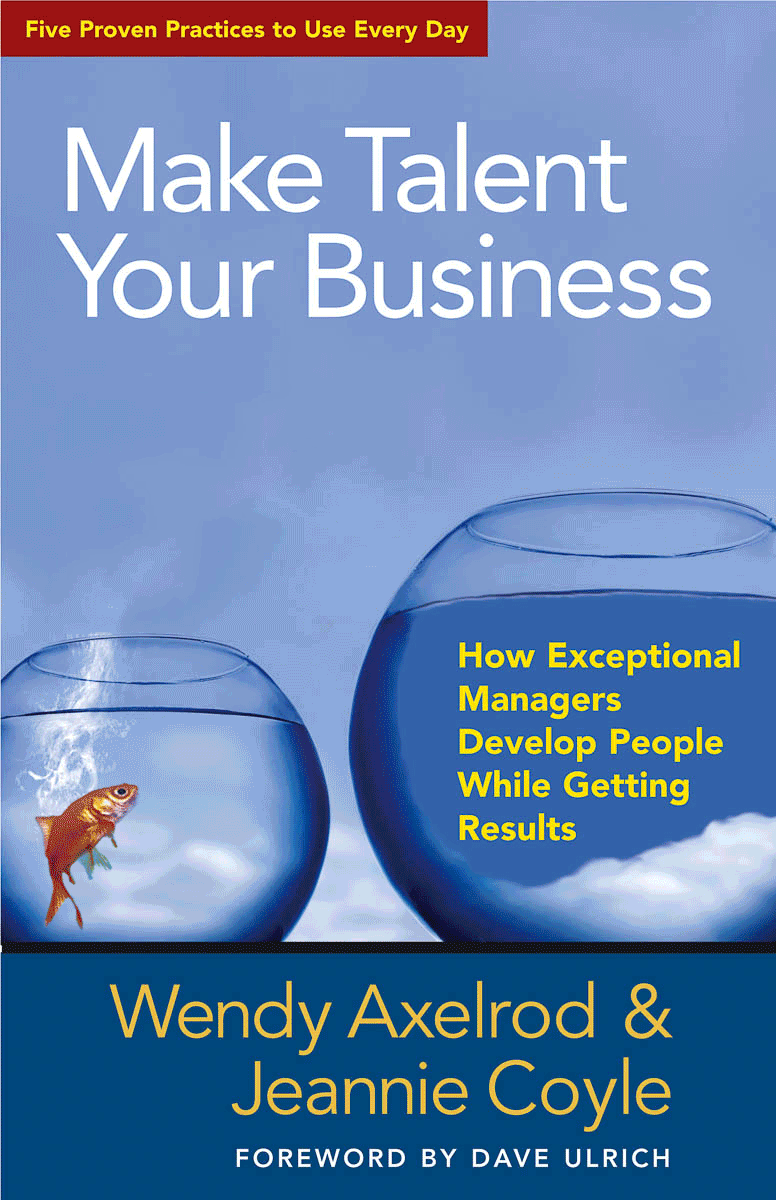 Five Proven Practices to Use Every Day
Make Talent
Your Business
How Exceptional
Managers
Develop People
While Getting
Results
Wendy Axelrod &
Jeannie Coyle
FOREWORD BY DAVE ULRICH